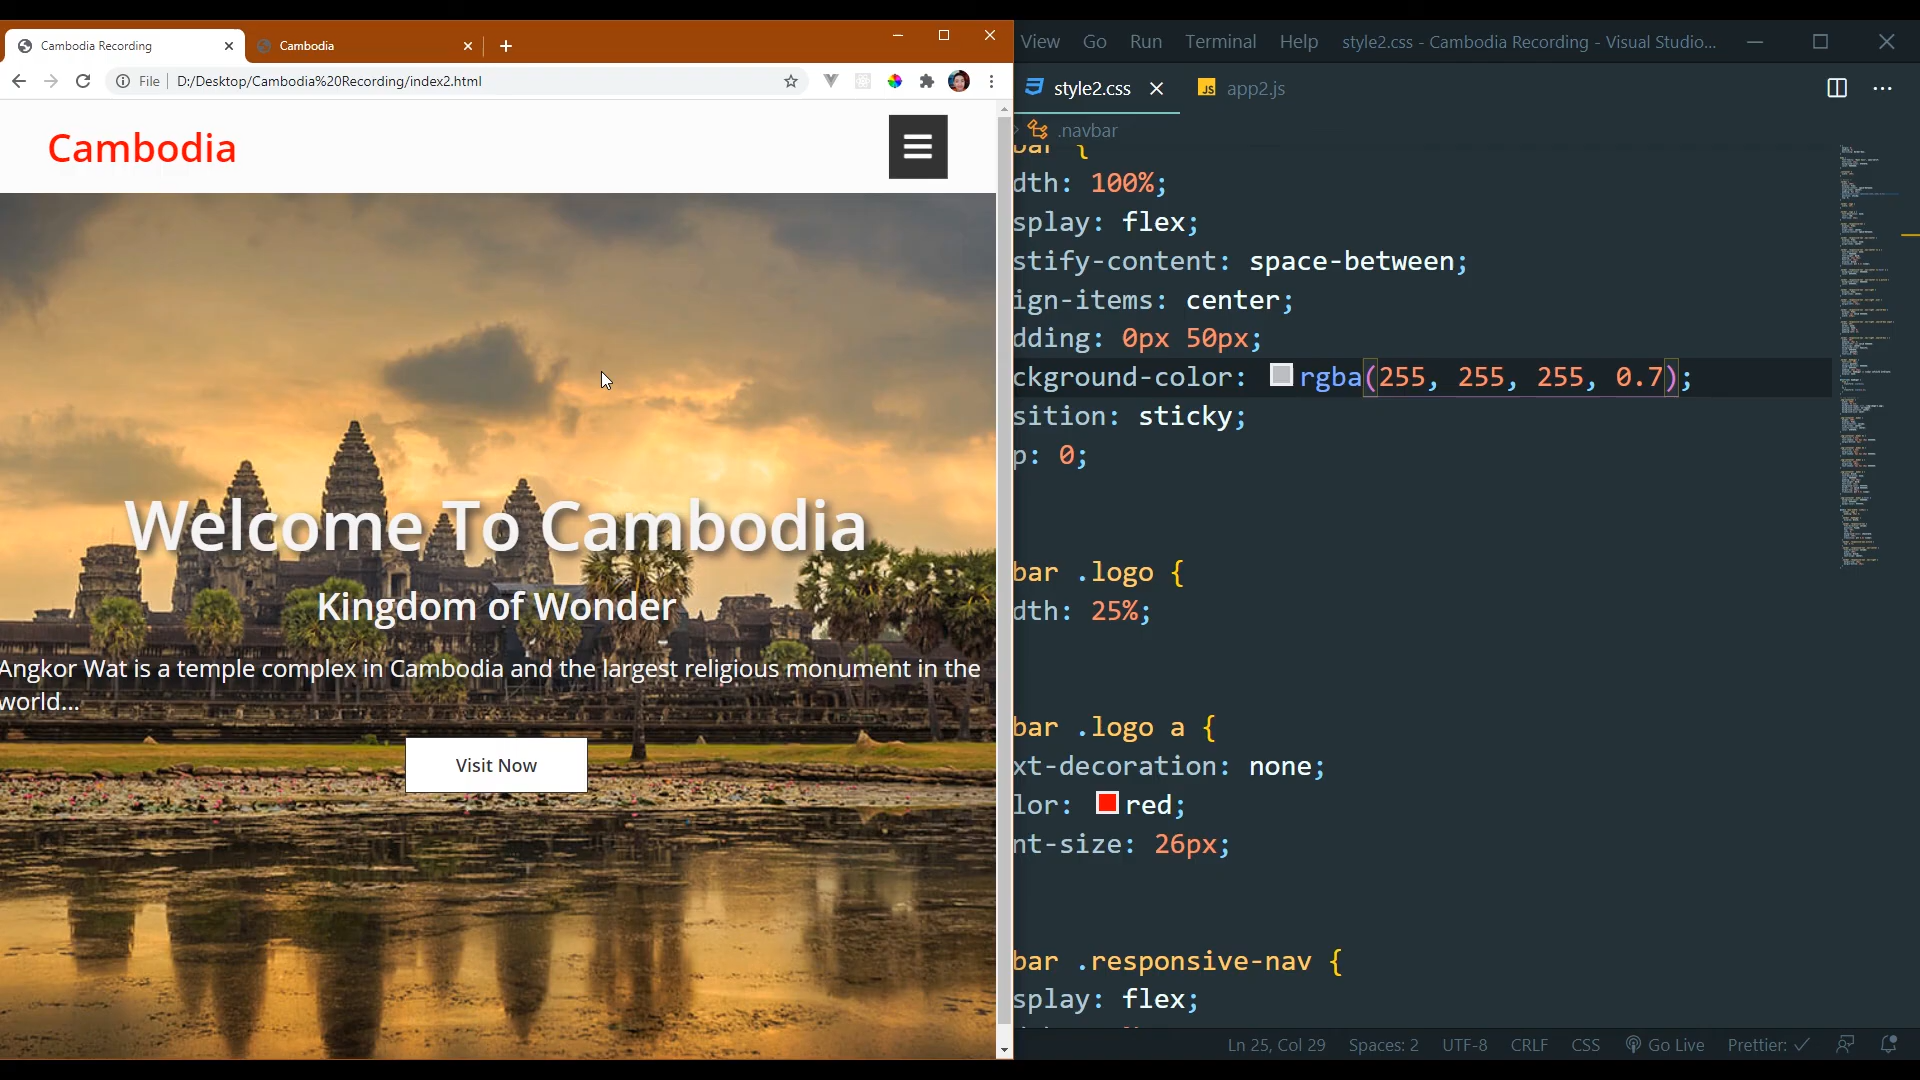 Cambodia Recording
Cambodia
File
D:/Desktop/Cambodia%20Recording/index2.html
Cambodia
Welcome To Cambodia
Kingdom of Wonder
Angkor Wat is a temple complex in Cambodia and the largest religious monument in the
world...
Visit Now
View Go Run Terminal Help style2.css - Cambodia Recording - Visual Studio...
style2.css
JS app2.js
.navbar
bar {
dth: 100%;
splay: flex;
stify-content: space-between;
ign-items: center;
dding: 0px 50px;
ckground-color: rgba(255, 255, 255, 0.7);
sition: sticky;
p: 0;
bar .logo {
dth: 25%;
bar .logo a {
xt-decoration: none;
lor: red;
nt-size: 26px;
bar .responsive-nav {
splay: flex;
Ln 25, Col 29 Spaces: 2 UTF-8 CRLF CSS Go Live Prettier: ✓